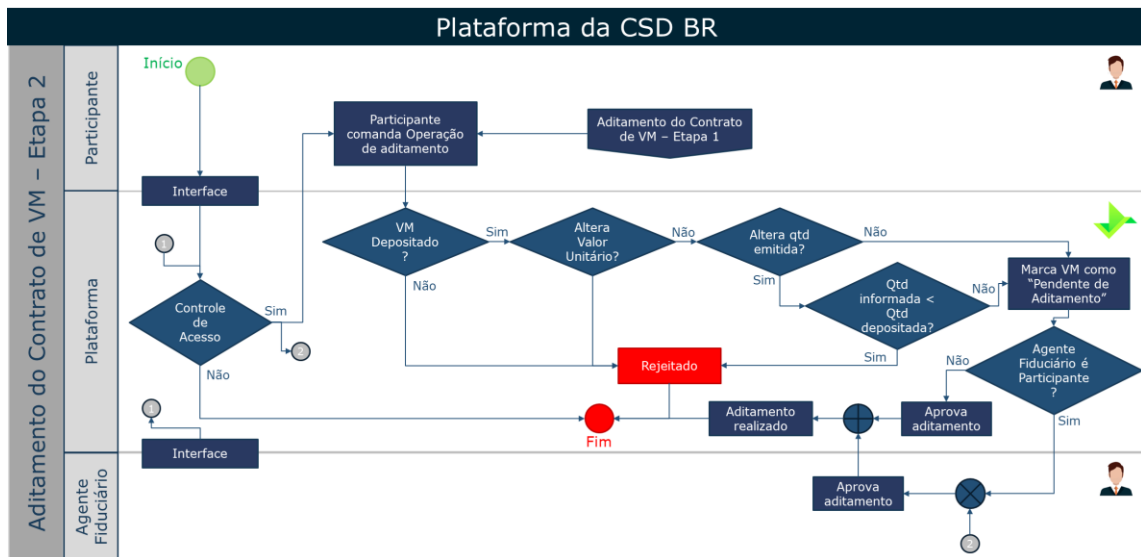 Plataforma da CSD BR
Aditamento do Contrato de VM – Etapa 2
Participante
Início
Participante
comanda Operação
de aditamento
Aditamento do Contrato
de VM – Etapa 1
Interface
Plataforma
1
VM
Depositado
?
Sim
Altera
Valor
Unitário?
Não
Altera qtd
emitida?
Não
Não
Sim
Qtd
informada <
Qtd
depositada?
Não
Marca VM como
“Pendente de
Aditamento”
Controle
de
Acesso
Sim
2
Não
Sim
Rejeitado
Não
Agente
Fiduciário é
Participante
?
Sim
1
Fim
Aditamento
realizado
Aprova
aditamento
Interface
Agente
Fiduciário
Aprova
aditamento
2